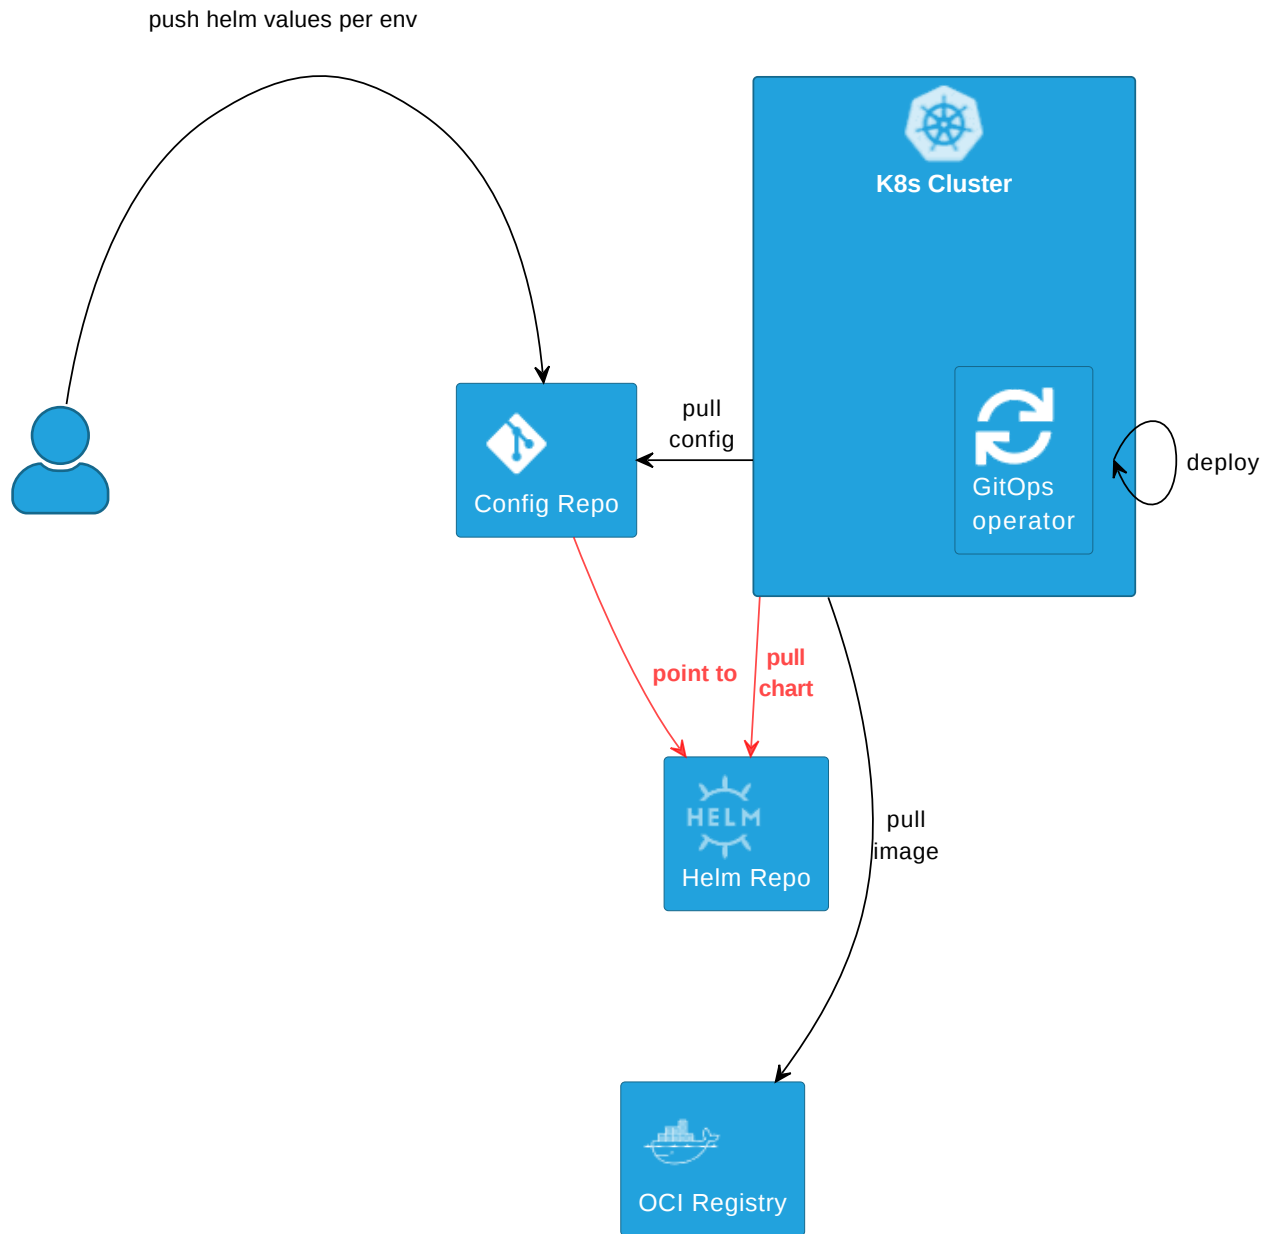 push helm values per env
K8s Cluster
pull
config
GitOps
operator
deploy
Config Repo
point to
pull
chart
HELM
Helm Repo
pull
image
OCI Registry